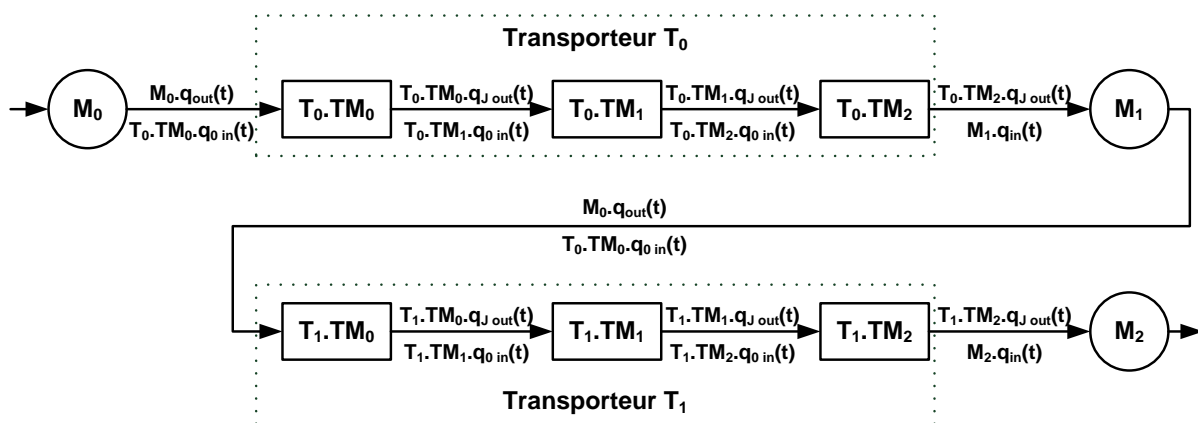 Transporteur T0
M0.qout(t)
T0.TM0.qJ out(t)
T0.TM1.qJ out(t)
T0.TM2.qJ out(t)
M0
T0.TM0
T0.TM1
T0.TM2
M1
T0.TM0.q0 in(t)
T0.TM1.q0 in(t)
T0.TM2.q0 in(t)
M1.qin(t)
M0.qout(t)
T0.TM0.q0 in(t)
T1.TM0.qJ out(t)
T1.TM1.qJ out(t)
T1.TM2.qJ out(t)
T1.TM0
T1.TM1
T1.TM2
M2
T1.TM1.q0 in(t)
T1.TM2.q0 in(t)
M2.qin(t)
Transporteur T1